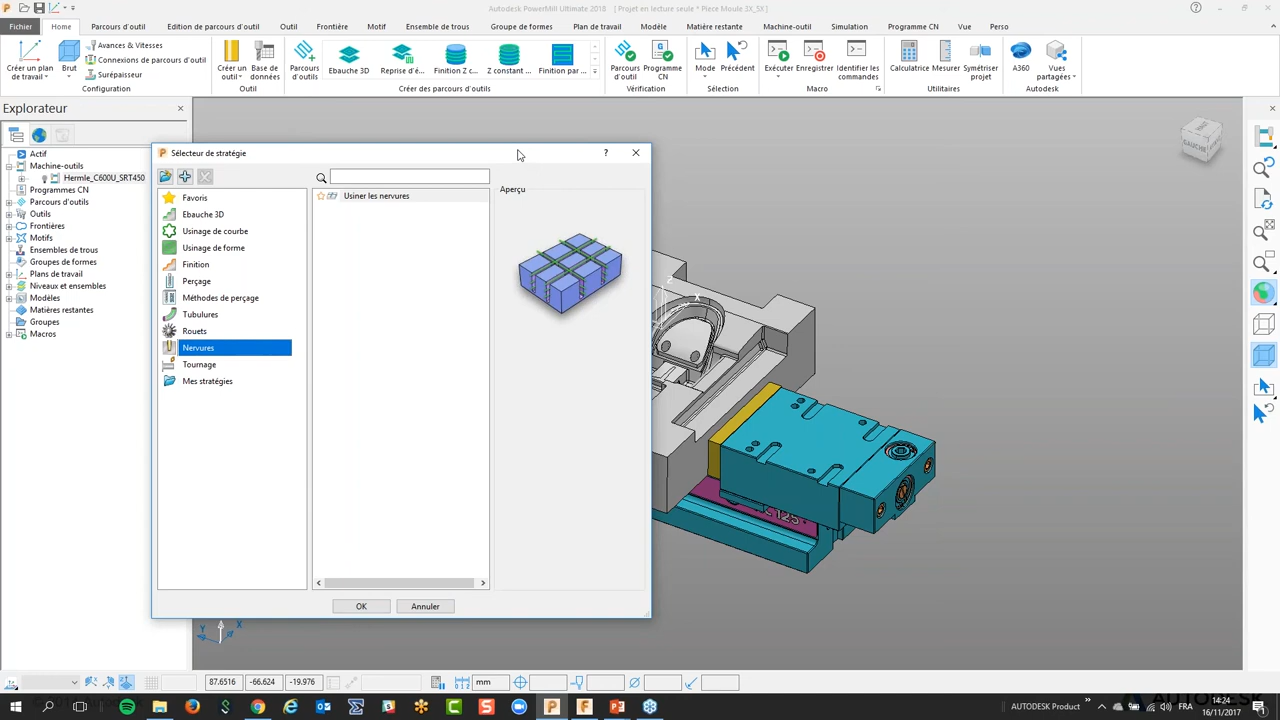 Autodesk PowerMill Ultimate 2018 [Projet en lecture seule * Piece Moule 3X_5X]
Fichier Home Parcours d'outil Edition de parcours d'outil Outil Frontière Motif Ensemble de trous Groupe de formes Plan de travail Modèle Matière restante Machine-outil Simulation Programme CN Vue Perso
Avances & Vitesses
Connexions de parcours d'outil
Surépaisseur
Créer un plan de travail
Brut
Créer un outil
Base de données
Parcours d'outils
Ebauche 3D
Reprise d'é...
Finition Z c...
Z constant ...
Finition par ...
Parcours d'outil
Programme CN
Mode
Précédent
Exécuter
Enregistrer
Identifier les commandes
Calculatrice
Mesurer
Symétriser projet
A360
Vues partagées
Configuration Outil Créer des parcours d'outils Vérification Sélection Macro Utilitaires Autodesk
Explorateur
Actif
Machine-outils
Hermle_C600U_SRT450
Programmes CN
Parcours d'outils
Outils
Frontières
Motifs
Ensembles de trous
Groupes de formes
Plans de travail
Niveaux et ensembles
Modèles
Matières restantes
Groupes
Macros
Sélecteur de stratégie
Favoris
Ebauche 3D
Usinage de courbe
Usinage de forme
Finition
Perçage
Méthodes de perçage
Tubulures
Rouets
Nervures
Tournage
Mes stratégies
Usiner les nervures
Aperçu
OK Annuler
GAUCHE
Z
X
C 125
Y X
87.6516 -66.624 -19.976 mm
AUTODESK Product FRA 14:24
16/11/2017